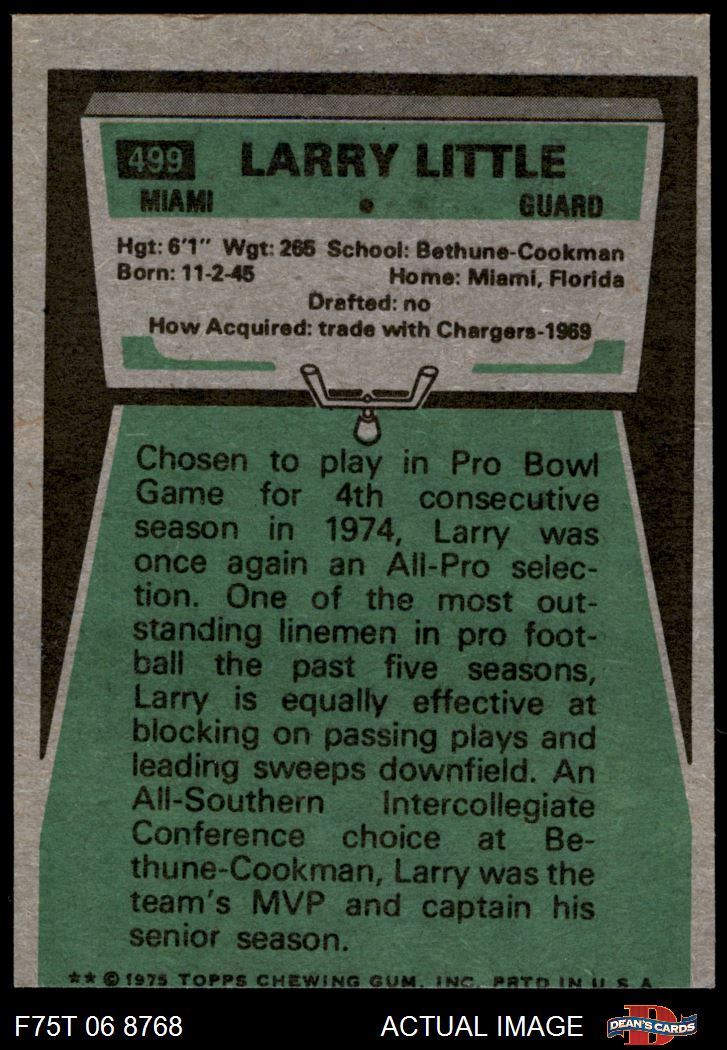 499 LARRY LITTLE
MIAMI • GUARD
Hgt: 6'1" Wgt: 265 School: Bethune-Cookman
Born: 11-2-45 Home: Miami, Florida
Drafted: no
How Acquired: trade with Chargers-1969
Chosen to play in Pro Bowl
Game for 4th consecutive
season in 1974, Larry was
once again an All-Pro selec-
tion. One of the most out-
standing linemen in pro foot-
ball the past five seasons,
Larry is equally effective at
blocking on passing plays and
leading sweeps downfield. An
All-Southern Intercollegiate
Conference choice at Be-
thune-Cookman, Larry was the
team's MVP and captain his
senior season.
** © 1975 TOPPS CHEWING GUM, INC. PRTD IN U S A
F75T 06 8768 ACTUAL IMAGE D DEAN'S CARDS